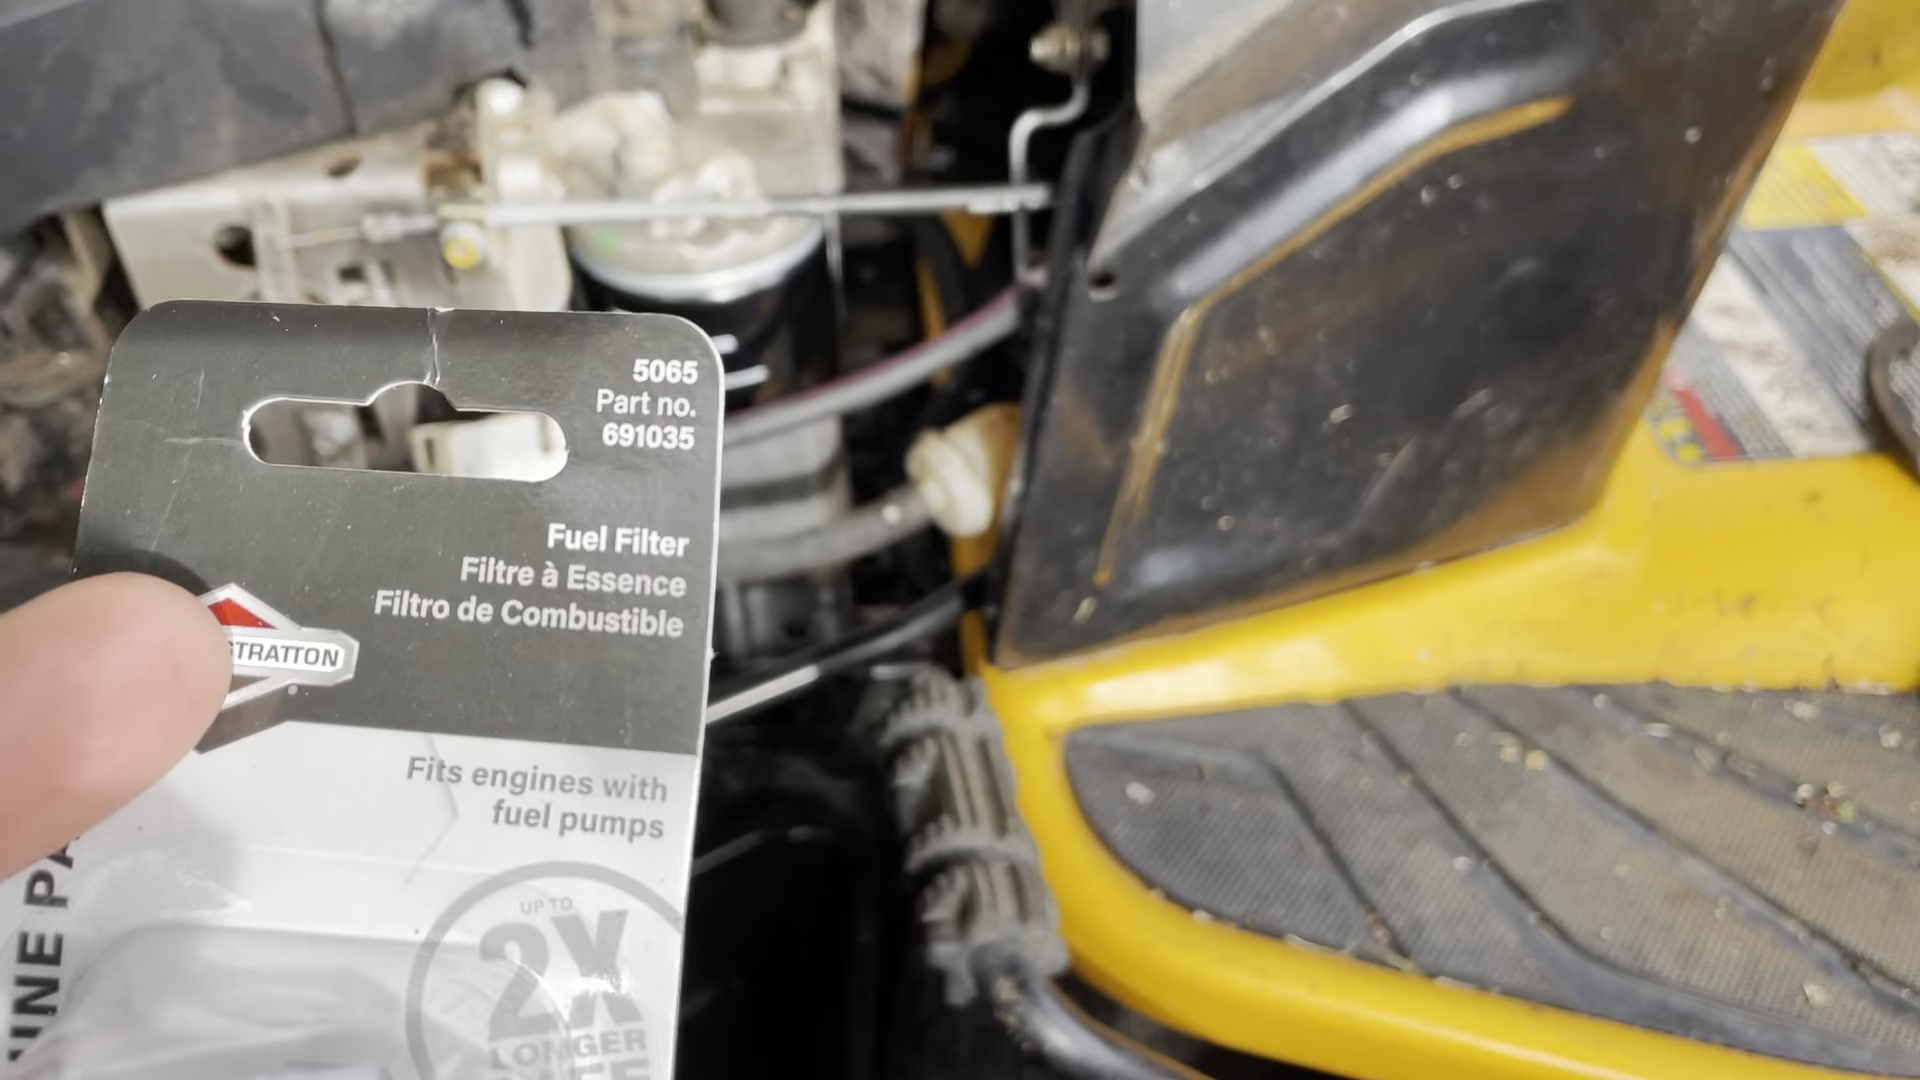 5065
Part no.
691035
Fuel Filter
Filtre à Essence
Filtro de Combustible
STRATTON
Fits engines with
fuel pumps
UP TO
2X
LONGER